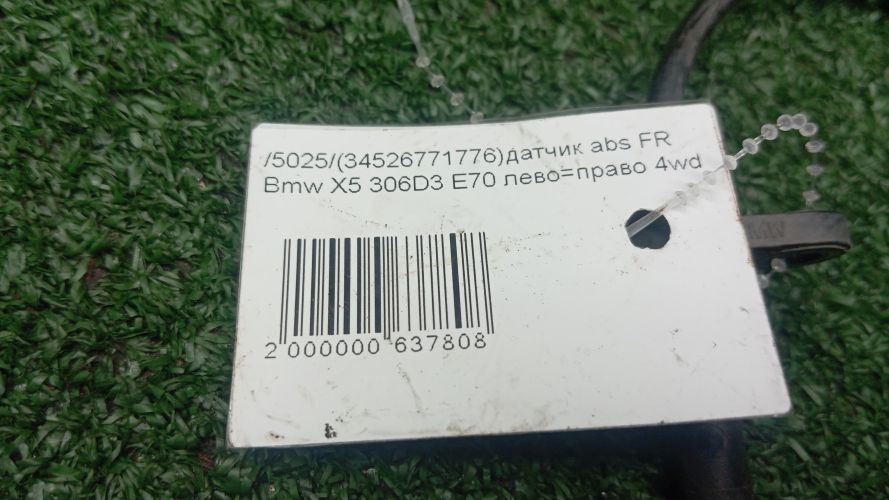 /5025/(34526771776)датчик abs FR
Bmw X5 306D3 E70 лево=право 4wd
2 000000 637808